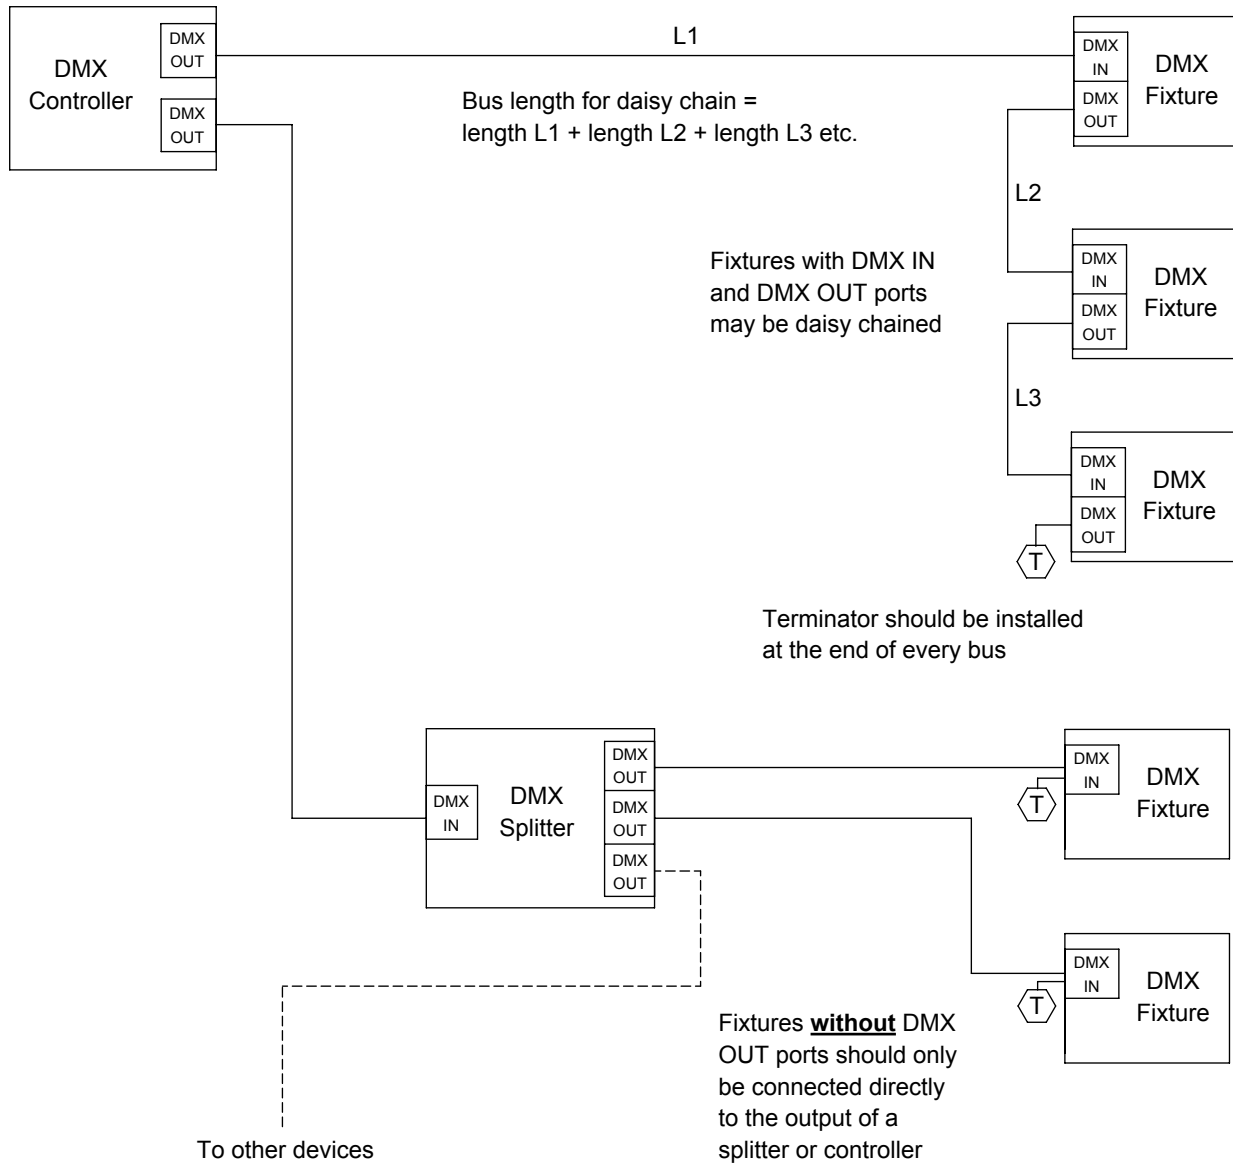 DMX
OUT
DMX
Controller
DMX
OUT
L1
DMX
IN
DMX
OUT
DMX
Fixture
Bus length for daisy chain =
length L1 + length L2 + length L3 etc.
L2
Fixtures with DMX IN
and DMX OUT ports
may be daisy chained
DMX
IN
DMX
OUT
DMX
Fixture
L3
DMX
IN
DMX
OUT
DMX
Fixture
T
Terminator should be installed
at the end of every bus
DMX
IN
DMX
Splitter
DMX
OUT
DMX
OUT
DMX
OUT
DMX
IN
T
DMX
Fixture
DMX
IN
T
DMX
Fixture
Fixtures without DMX
OUT ports should only
be connected directly
to the output of a
splitter or controller
To other devices